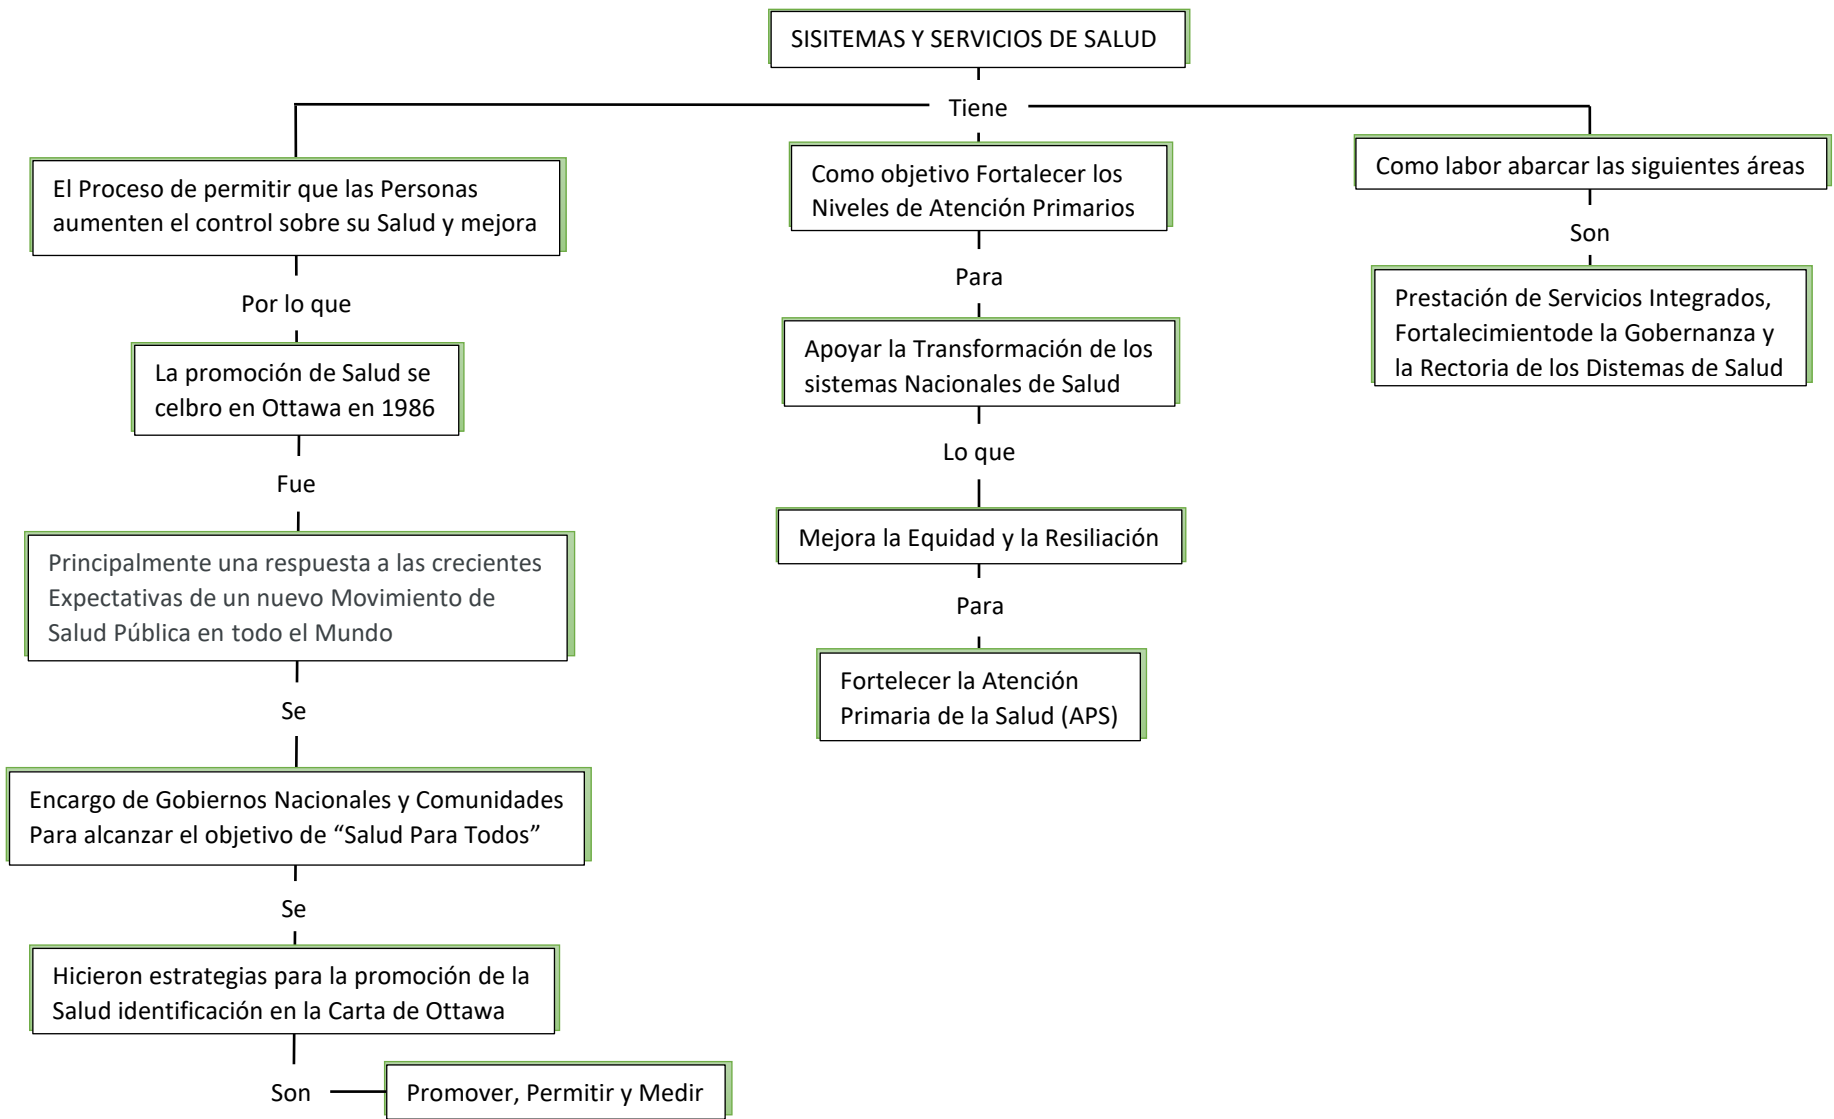 SISITEMAS Y SERVICIOS DE SALUD
Tiene
El Proceso de permitir que las Personas
aumenten el control sobre su Salud y mejora
Por lo que
La promoción de Salud se
celbro en Ottawa en 1986
Fue
Principalmente una respuesta a las crecientes
Expectativas de un nuevo Movimiento de
Salud Pública en todo el Mundo
Se
Encargo de Gobiernos Nacionales y Comunidades
Para alcanzar el objetivo de “Salud Para Todos”
Se
Hicieron estrategias para la promoción de la
Salud identificación en la Carta de Ottawa
Son
Promover, Permitir y Medir
Como objetivo Fortalecer los
Niveles de Atención Primarios
Para
Apoyar la Transformación de los
sistemas Nacionales de Salud
Lo que
Mejora la Equidad y la Resiliación
Para
Fortelecer la Atención
Primaria de la Salud (APS)
Como labor abarcar las siguientes áreas
Son
Prestación de Servicios Integrados,
Fortalecimientode la Gobernanza y
la Rectoria de los Distemas de Salud